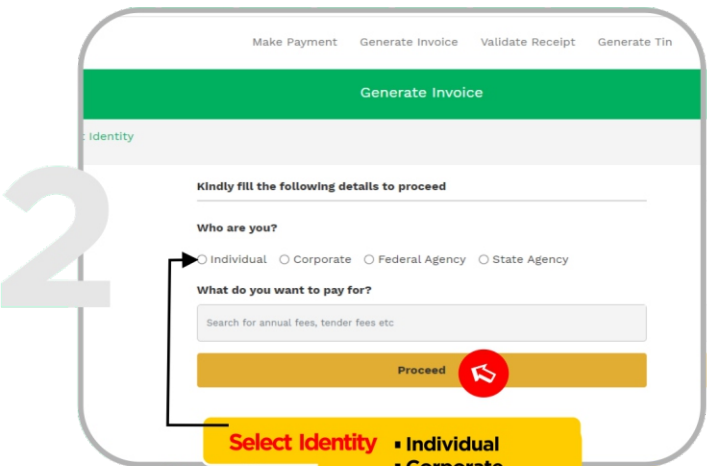 Make Payment Generate Invoice Validate Receipt Generate Tin
Generate Invoice
Identity
2
Kindly fill the following details to proceed
Who are you?
Individual Corporate Federal Agency State Agency
What do you want to pay for?
Search for annual fees, tender fees etc
Proceed
Select Identity ▪ Individual
▪ Corporate